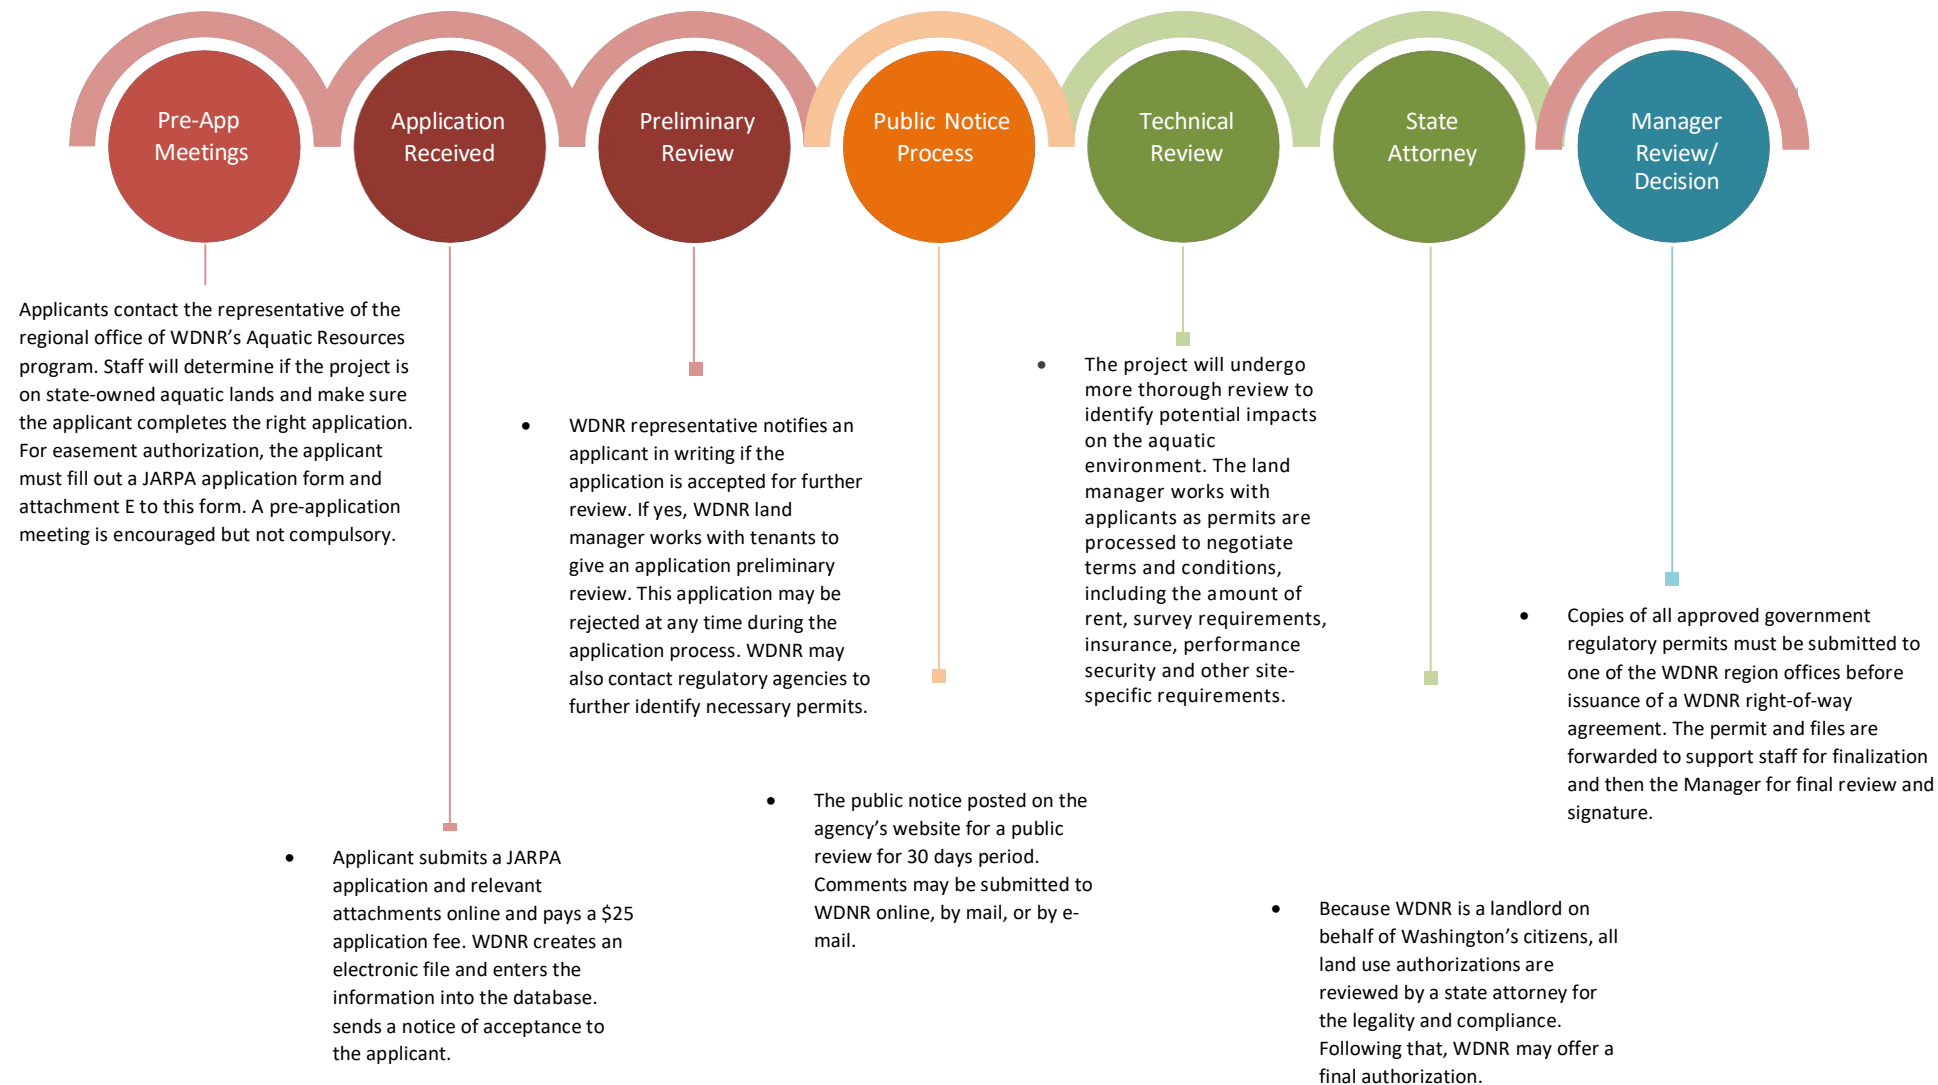 Pre-App
Meetings
Application
Received
Preliminary
Review
Public Notice
Process
Technical
Review
State
Attorney
Manager
Review/
Decision
Applicants contact the representative of the
regional office of WDNR’s Aquatic Resources
program. Staff will determine if the project is
on state-owned aquatic lands and make sure
the applicant completes the right application.
For easement authorization, the applicant
must fill out a JARPA application form and
attachment E to this form. A pre-application
meeting is encouraged but not compulsory.
• Applicant submits a JARPA
application and relevant
attachments online and pays a $25
application fee. WDNR creates an
electronic file and enters the
information into the database.
sends a notice of acceptance to
the applicant.
• WDNR representative notifies an
applicant in writing if the
application is accepted for further
review. If yes, WDNR land
manager works with tenants to
give an application preliminary
review. This application may be
rejected at any time during the
application process. WDNR may
also contact regulatory agencies to
further identify necessary permits.
• The public notice posted on the
agency’s website for a public
review for 30 days period.
Comments may be submitted to
WDNR online, by mail, or by e-
mail.
• The project will undergo
more thorough review to
identify potential impacts
on the aquatic
environment. The land
manager works with
applicants as permits are
processed to negotiate
terms and conditions,
including the amount of
rent, survey requirements,
insurance, performance
security and other site-
specific requirements.
• Because WDNR is a landlord on
behalf of Washington’s citizens, all
land use authorizations are
reviewed by a state attorney for
the legality and compliance.
Following that, WDNR may offer a
final authorization.
• Copies of all approved government
regulatory permits must be submitted to
one of the WDNR region offices before
issuance of a WDNR right-of-way
agreement. The permit and files are
forwarded to support staff for finalization
and then the Manager for final review and
signature.